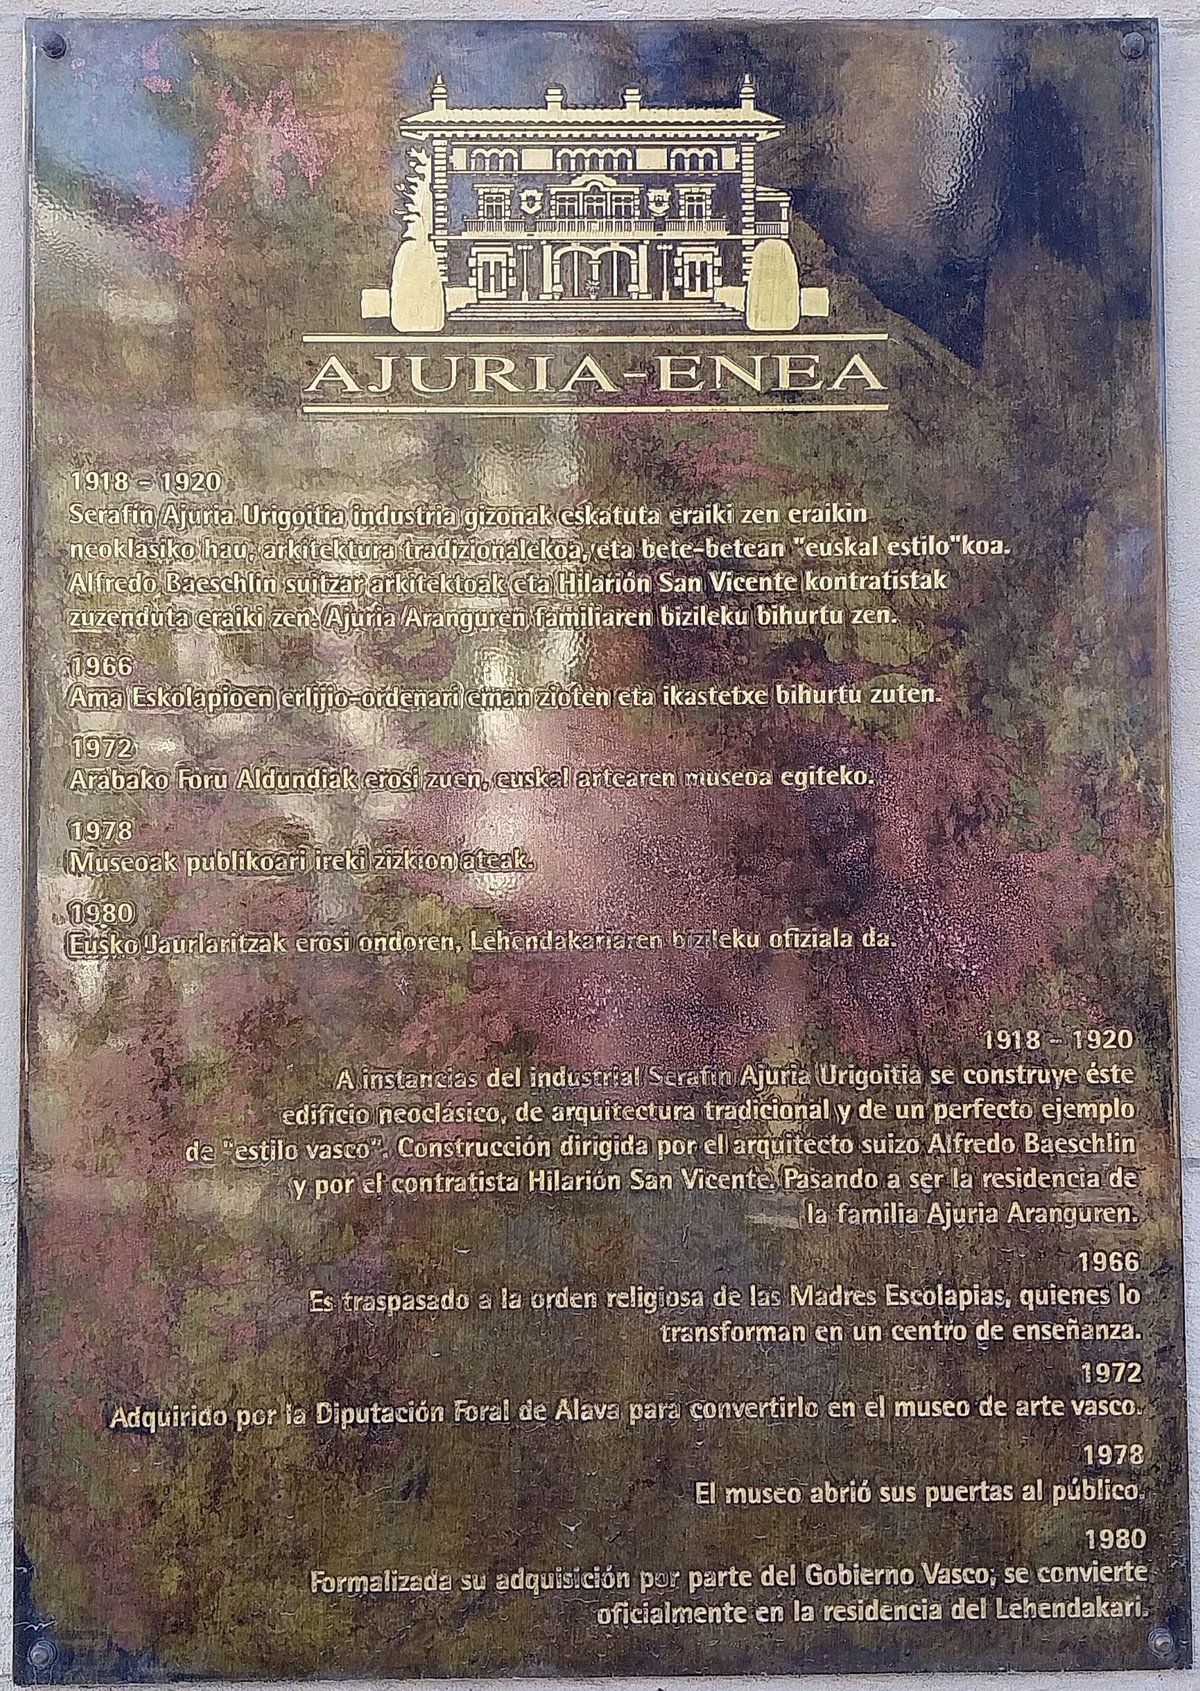 AJURIA-ENEA
1918 - 1920
Serafín Ajuria Urigoitia industria gizonak eskatuta eraiki zen eraikin
neoklasiko hau, arkitektura tradizionalekoa, eta bete-betean "euskal estilo"koa.
Alfredo Baeschlin suitzar arkitektoak eta Hilarión San Vicente kontratistak
zuzenduta eraiki zen. Ajuria Aranguren familiaren bizileku bihurtu zen.
1966
Ama Eskolapioen erlijio-ordenari eman zioten eta ikastetxe bihurtu zuten.
1972
Arabako Foru Aldundiak erosi zuen, euskal artearen museoa egiteko.
1978
Museoak publikoari ireki zizkion ateak.
1980
Eusko Jaurlaritzak erosi ondoren, Lehendakariaren bizileku ofiziala da.
1918 - 1920
A instancias del industrial Serafín Ajuria Urigoitia se construye éste
edificio neoclásico, de arquitectura tradicional y de un perfecto ejemplo
de "estilo vasco". Construcción dirigida por el arquitecto suizo Alfredo Baeschlin
y por el contratista Hilarión San Vicente. Pasando a ser la residencia de
la familia Ajuria Aranguren.
1966
Es traspasado a la orden religiosa de las Madres Escolapias, quienes lo
transforman en un centro de enseñanza.
1972
Adquirido por la Diputación Foral de Alava para convertirlo en el museo de arte vasco.
1978
El museo abrió sus puertas al público.
1980
Formalizada su adquisición por parte del Gobierno Vasco, se convierte
oficialmente en la residencia del Lehendakari.